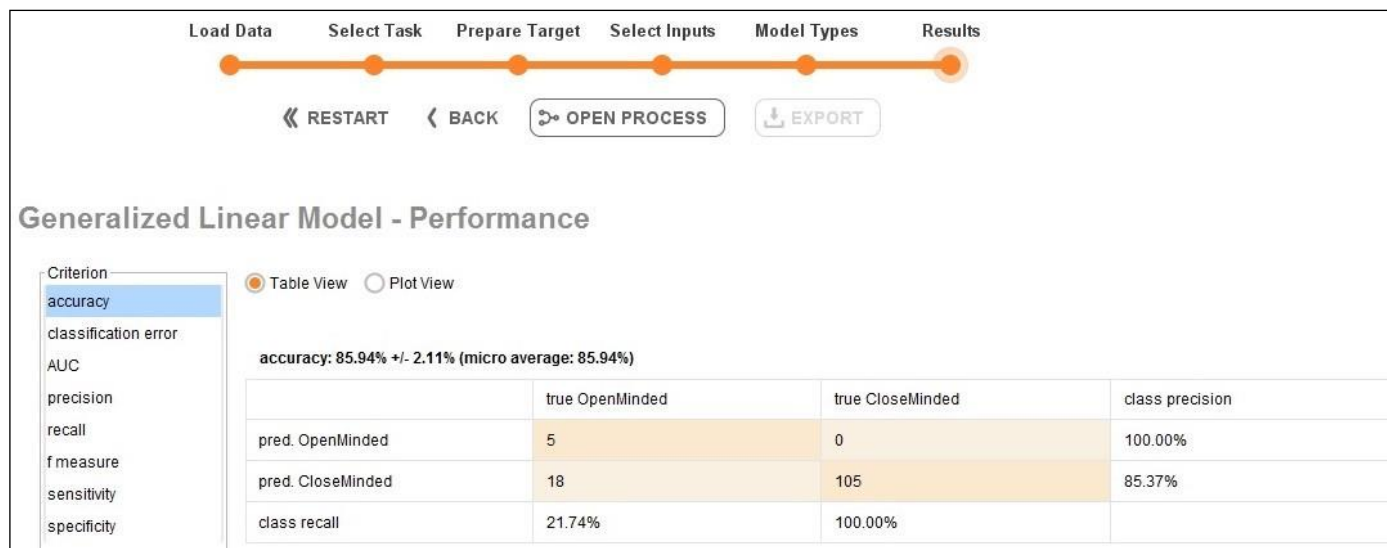 Load Data Select Task Prepare Target Select Inputs Model Types Results
RESTART BACK OPEN PROCESS EXPORT
Generalized Linear Model - Performance
Criterion
accuracy
classification error
AUC
precision
recall
f measure
sensitivity
specificity
Table View Plot View
accuracy: 85.94% +/- 2.11% (micro average: 85.94%)
true OpenMinded true CloseMinded class precision
pred. OpenMinded 5 0 100.00%
pred. CloseMinded 18 105 85.37%
class recall 21.74% 100.00%